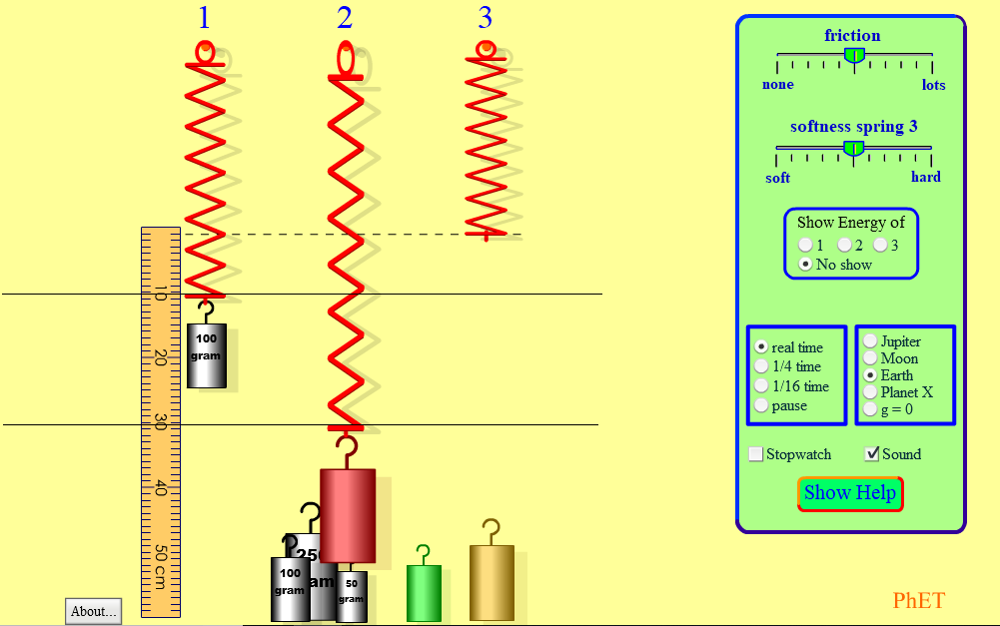 1
2
3
10
20
30
40
50 cm
100
gram
250
gram
100
gram
50
gram
friction
none
lots
softness spring 3
soft
hard
Show Energy of
1
2
3
No show
real time
1/4 time
1/16 time
pause
Jupiter
Moon
Earth
Planet X
g = 0
Stopwatch
Sound
Show Help
About...
PhET